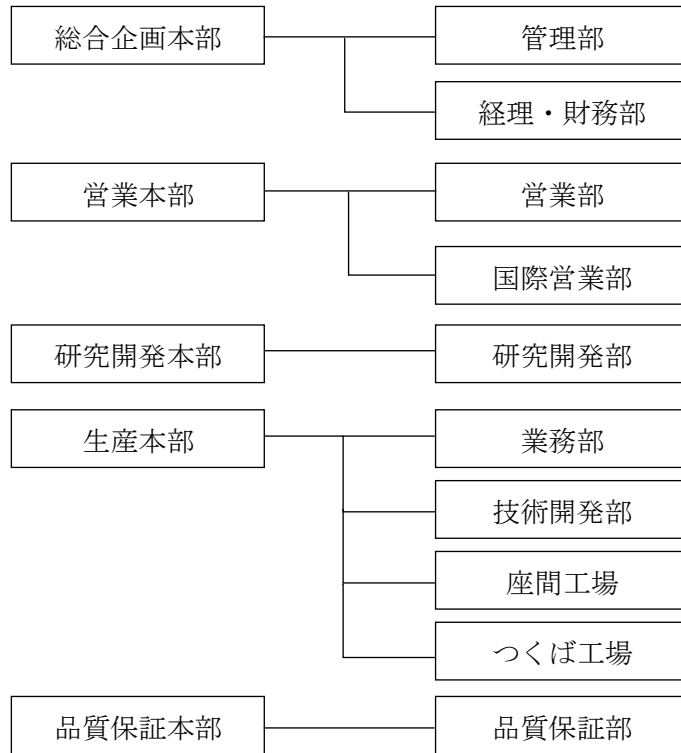 総合企画本部
管理部
経理・財務部
営業本部
営業部
国際営業部
研究開発本部
研究開発部
生産本部
業務部
技術開発部
座間工場
つくば工場
品質保証本部
品質保証部